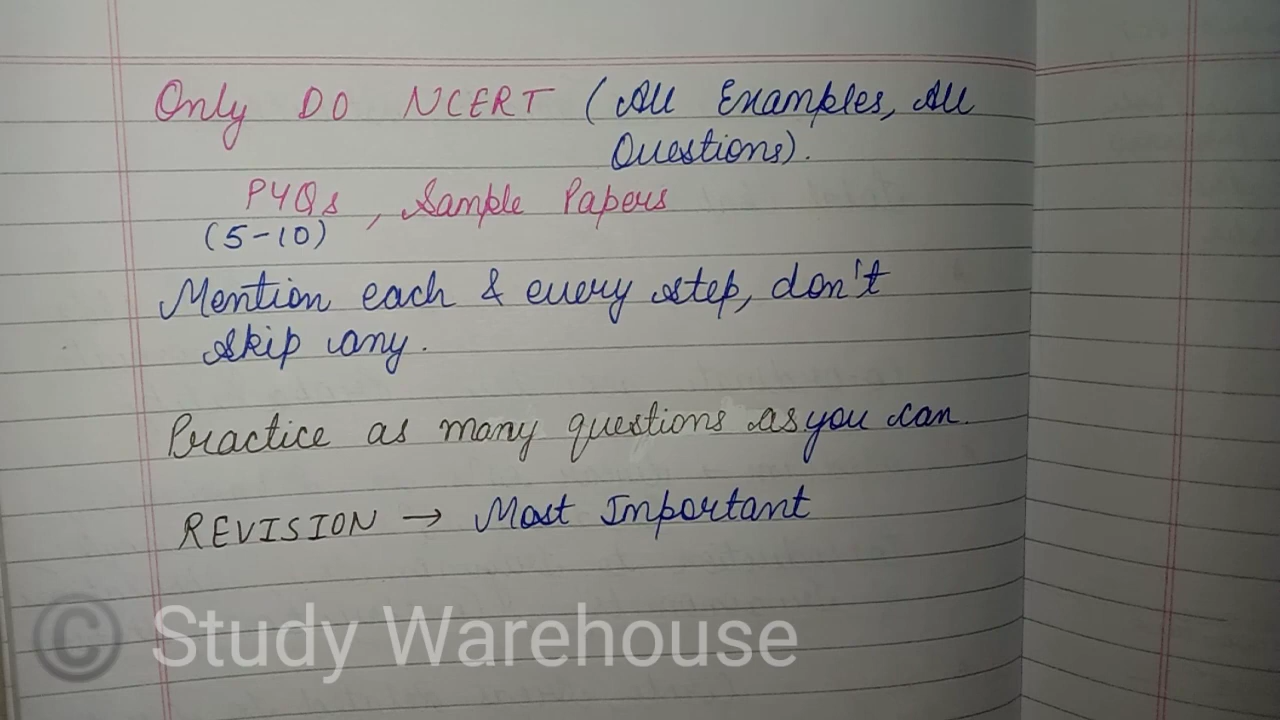 Only DO NCERT (All Examples, All
Questions).
PYQs, Sample Papers
(5-10)
Mention each & every step, don't
skip any.
Practice as many questions as you can.
REVISION → Most Important
© Study Warehouse